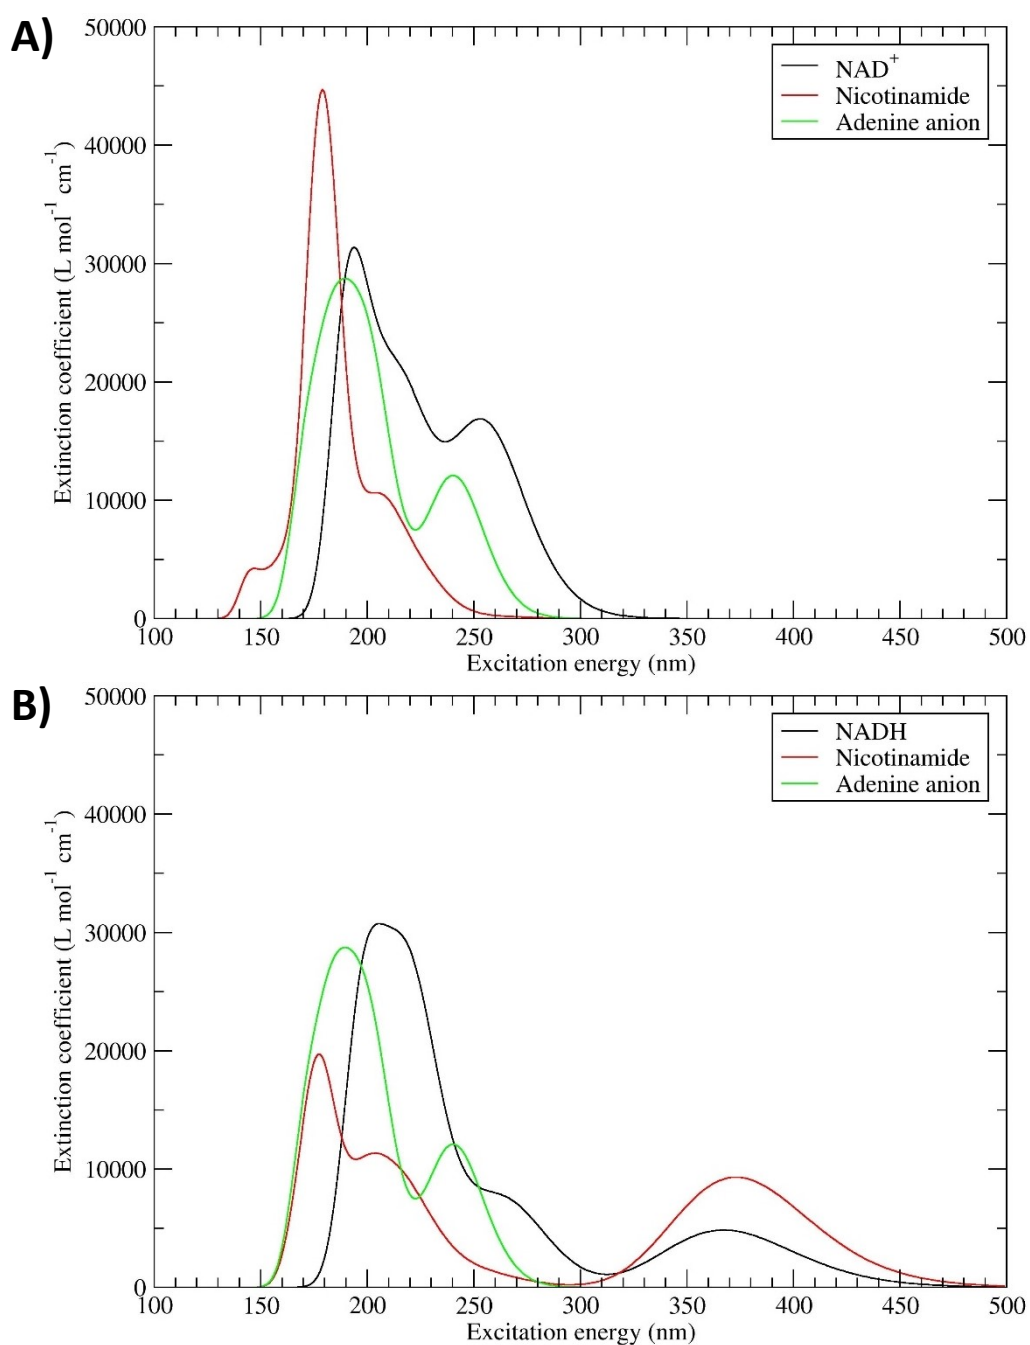 A)
50000
40000
30000
20000
10000
0
Extinction coefficient (L mol⁻¹ cm⁻¹)
NAD⁺
Nicotinamide
Adenine anion
100 150 200 250 300 350 400 450 500
Excitation energy (nm)
B)
50000
40000
30000
20000
10000
0
Extinction coefficient (L mol⁻¹ cm⁻¹)
NADH
Nicotinamide
Adenine anion
100 150 200 250 300 350 400 450 500
Excitation energy (nm)